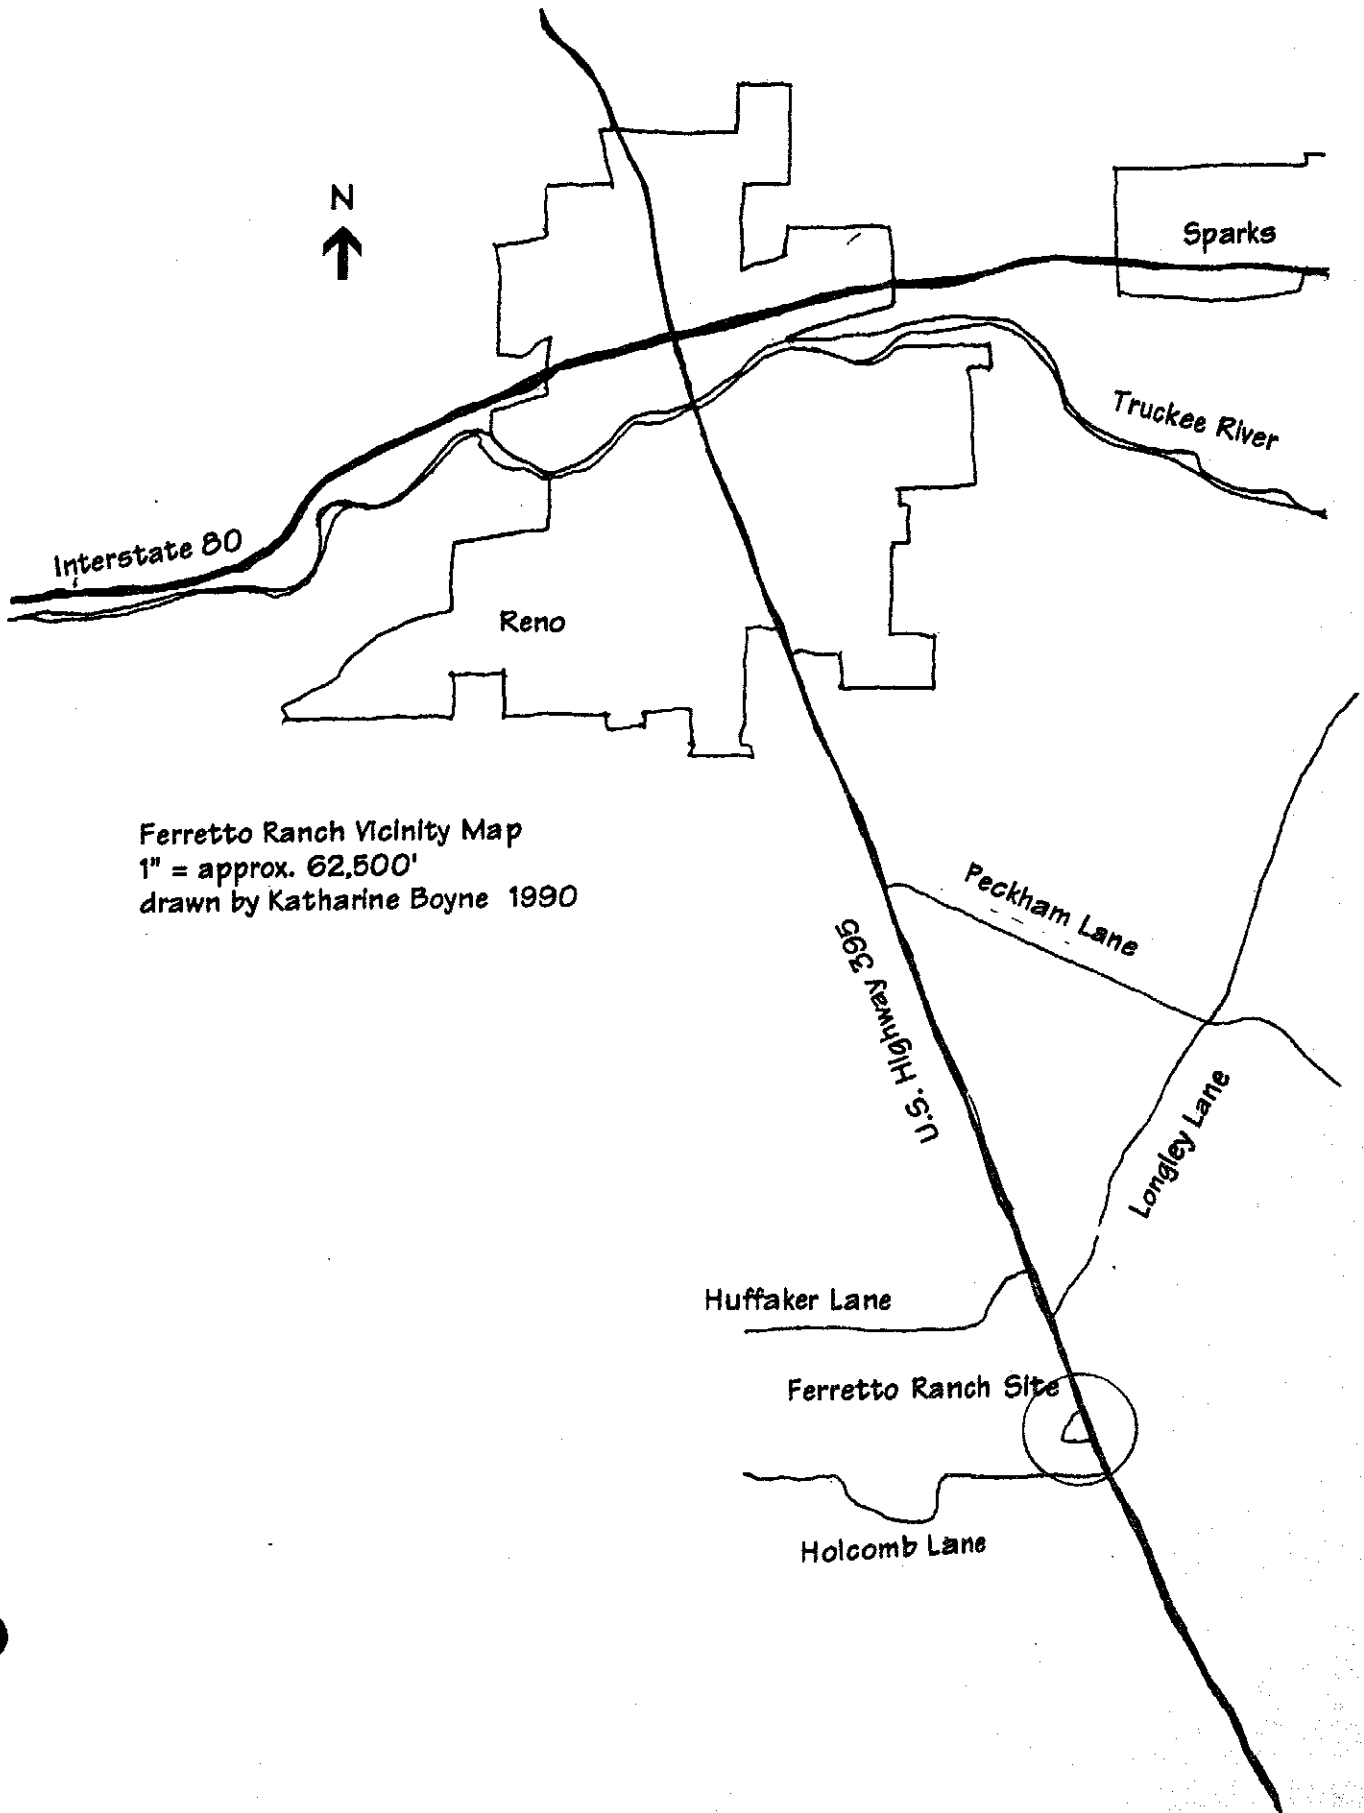 N
Sparks
Truckee River
Interstate 80
Reno
Ferretto Ranch Vicinity Map
1" = approx. 62,500'
drawn by Katharine Boyne 1990
Peckham Lane
U.S. Highway 395
Longley Lane
Huffaker Lane
Ferretto Ranch Site
Holcomb Lane